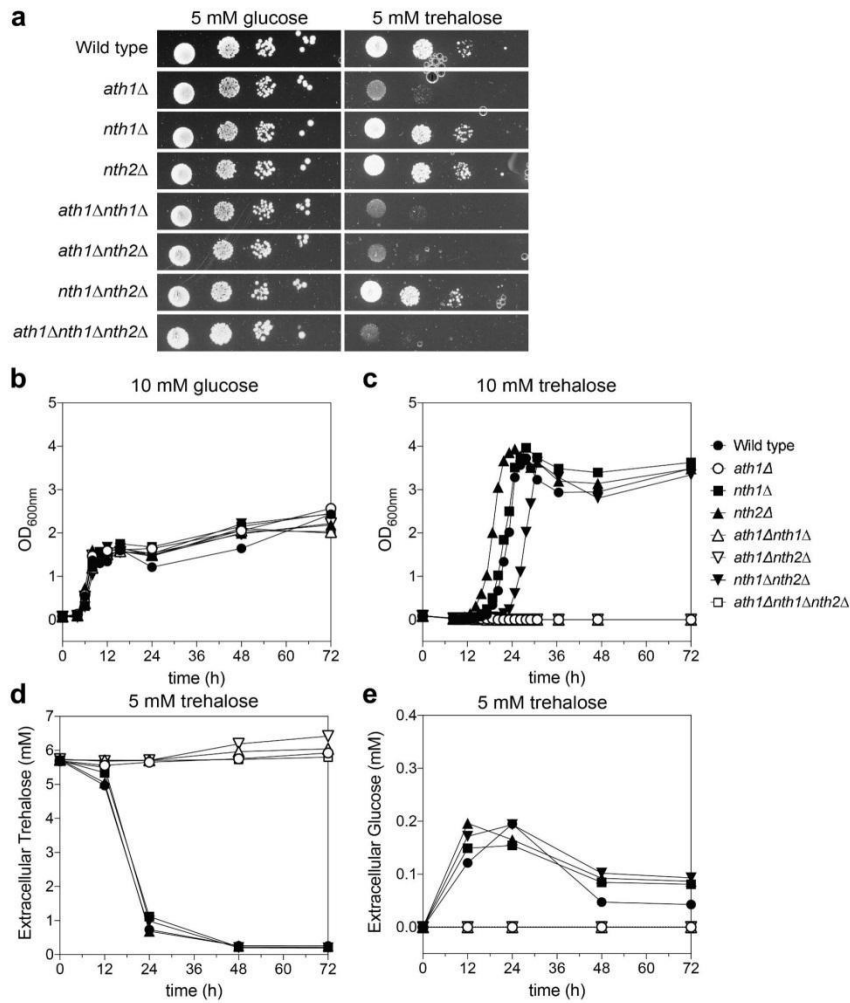 a
5 mM glucose 5 mM trehalose
Wild type
ath1Δ
nth1Δ
nth2Δ
ath1Δnth1Δ
ath1Δnth2Δ
nth1Δnth2Δ
ath1Δnth1Δnth2Δ
b
10 mM glucose
OD600nm
5
4
3
2
1
0
0 12 24 36 48 60 72
time (h)
c
10 mM trehalose
OD600nm
5
4
3
2
1
0
0 12 24 36 48 60 72
time (h)
Wild type
ath1Δ
nth1Δ
nth2Δ
ath1Δnth1Δ
ath1Δnth2Δ
nth1Δnth2Δ
ath1Δnth1Δnth2Δ
d
5 mM trehalose
Extracellular Trehalose (mM)
7
6
5
4
3
2
1
0
0 12 24 36 48 60 72
time (h)
e
5 mM trehalose
Extracellular Glucose (mM)
0.4
0.3
0.2
0.1
0.0
0 12 24 36 48 60 72
time (h)